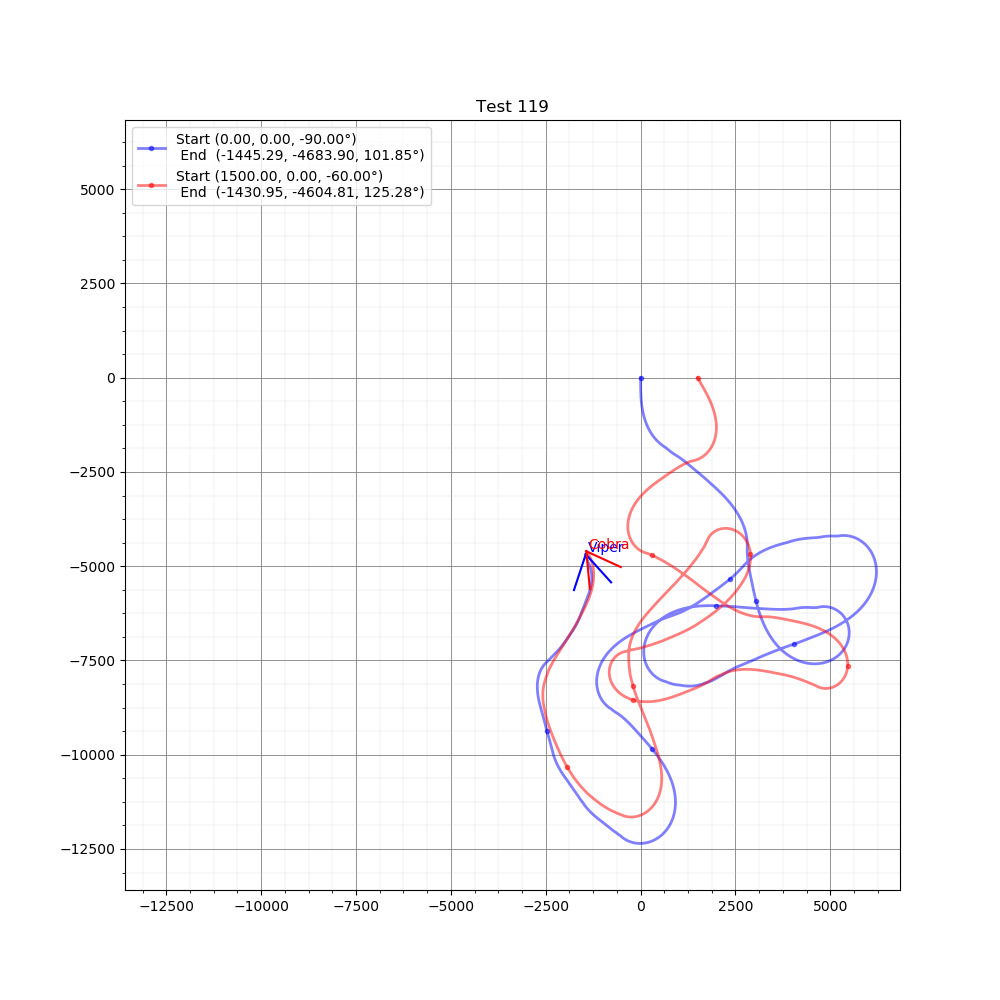 Test 119
Start (0.00, 0.00, -90.00°)
End (-1445.29, -4683.90, 101.85°)
Start (1500.00, 0.00, -60.00°)
End (-1430.95, -4604.81, 125.28°)
5000
2500
0
−2500
−5000
−7500
−10000
−12500
Cobra
Viper
−12500 −10000 −7500 −5000 −2500 0 2500 5000